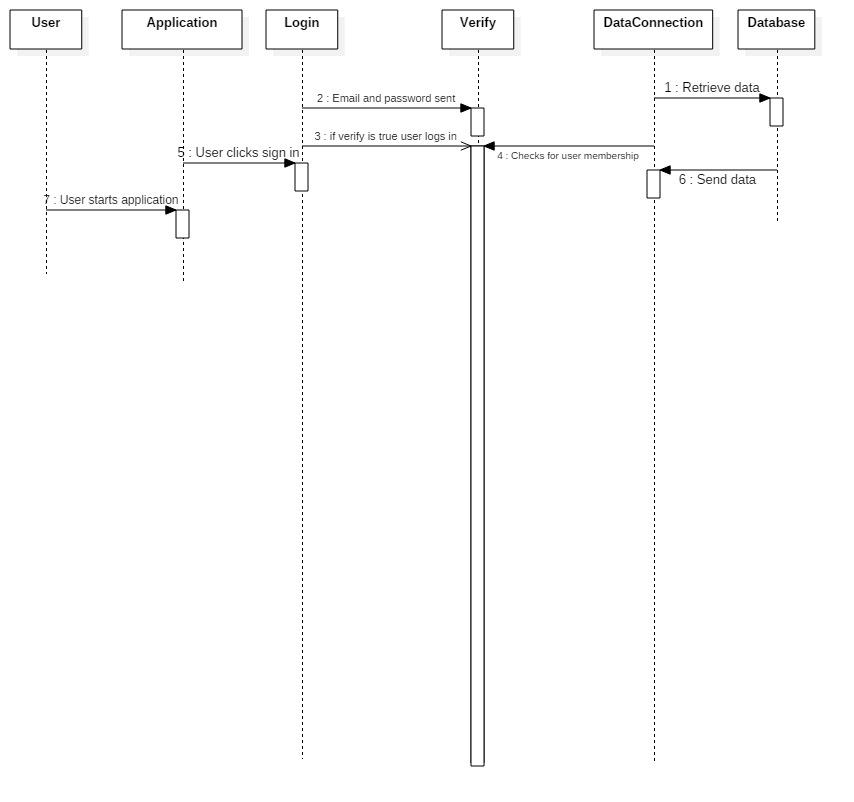 User
Application
Login
Verify
DataConnection
Database
1 : Retrieve data
2 : Email and password sent
3 : if verify is true user logs in
4 : Checks for user membership
5 : User clicks sign in
6 : Send data
7 : User starts application